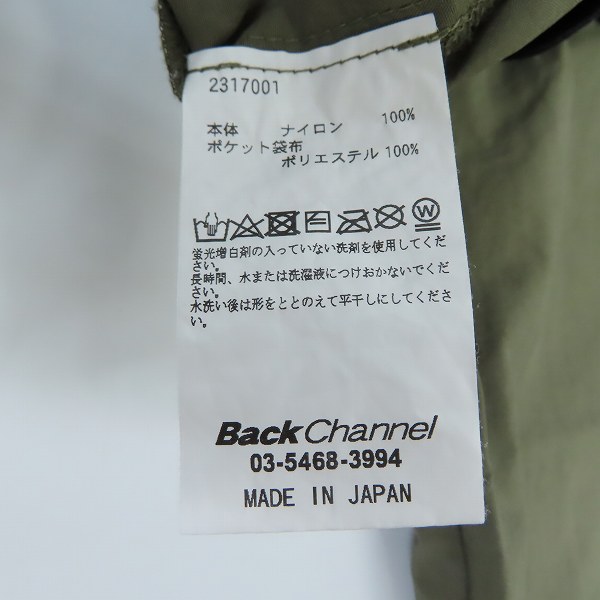 2317001
本体 ナイロン 100%
ポケット袋布
ポリエステル 100%
W
蛍光増白剤の入っていない洗剤を使用してくだ
さい。
長時間、水または洗濯液につけおかないでくだ
さい。
水洗い後は形をととのえて平干しにしてくださ
い。
BackChannel
03-5468-3994
MADE IN JAPAN